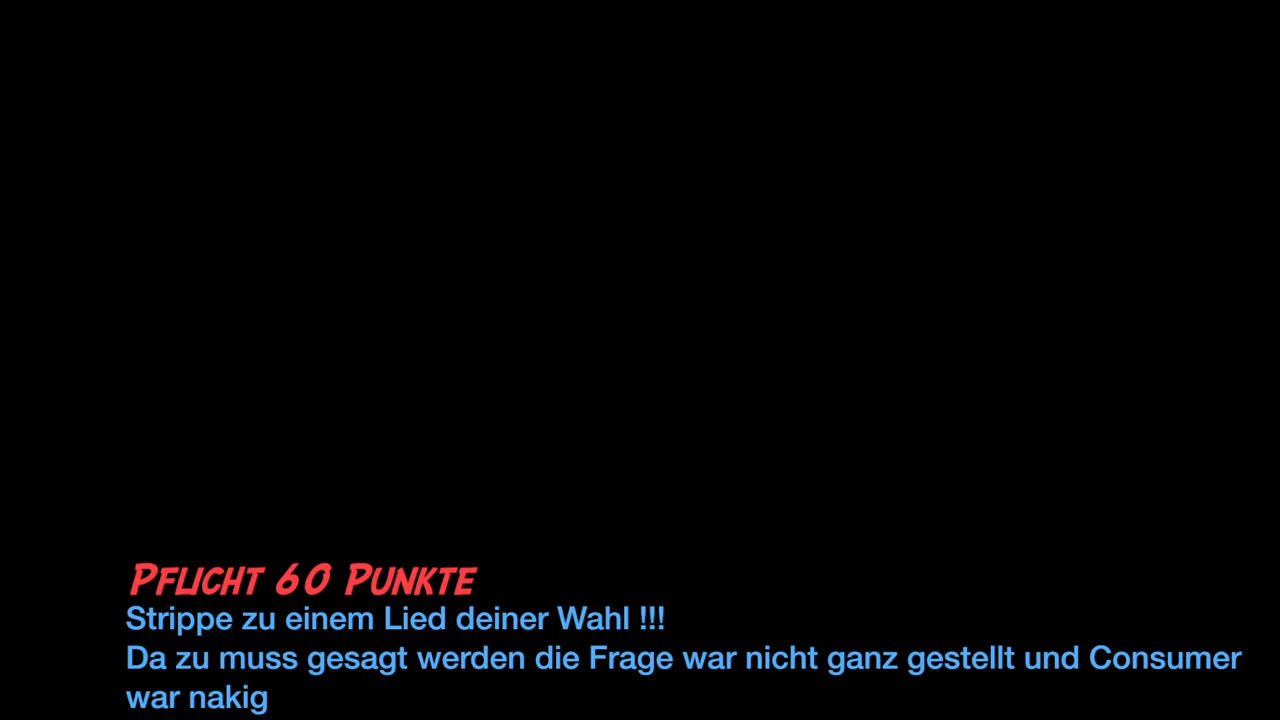 PFLICHT 60 PUNKTE
Strippe zu einem Lied deiner Wahl !!!
Da zu muss gesagt werden die Frage war nicht ganz gestellt und Consumer
war nakig